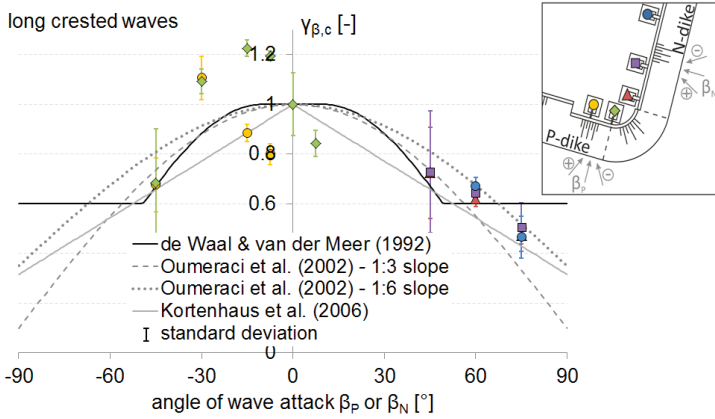 long crested waves
γβ,c [-]
1.2
1
0.8
0.6
0
de Waal & van der Meer (1992)
Oumeraci et al. (2002) - 1:3 slope
Oumeraci et al. (2002) - 1:6 slope
Kortenhaus et al. (2006)
standard deviation
-90 -60 -30 0 30 60 90
angle of wave attack βP or βN [°]
N-dike
βN
P-dike
βP